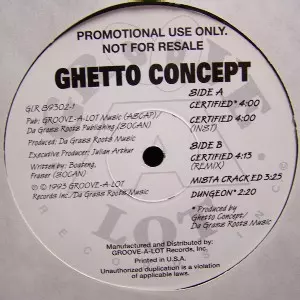 PROMOTIONAL USE ONLY.
NOT FOR RESALE
GHETTO CONCEPT
GLR 89302-1
Pub: GROOVE-A-LOT Music (ASCAP)/
Da Grass Roots Publishing (SOCAN)
Produced: Da Grass Roots Music
Executive Producer: Julian Arthur
Written by: Boateng,
Fraser (SOCAN)
© ℗ 1993 GROOVE-A-LOT
Records Inc./Da Grass Roots Music
SIDE A
CERTIFIED* 4:00
CERTIFIED 4:00
(INST)
SIDE B
CERTIFIED 4:15
(REMIX)
MISTA CRACKED 3:25
DUNGEON* 2:20
* Produced by
Ghetto Concept/
Da Grass Roots Music
Manufactured and Distributed by:
GROOVE-A-LOT Records, Inc.
Printed in U.S.A.
Unauthorized duplication is a violation
of applicable laws.